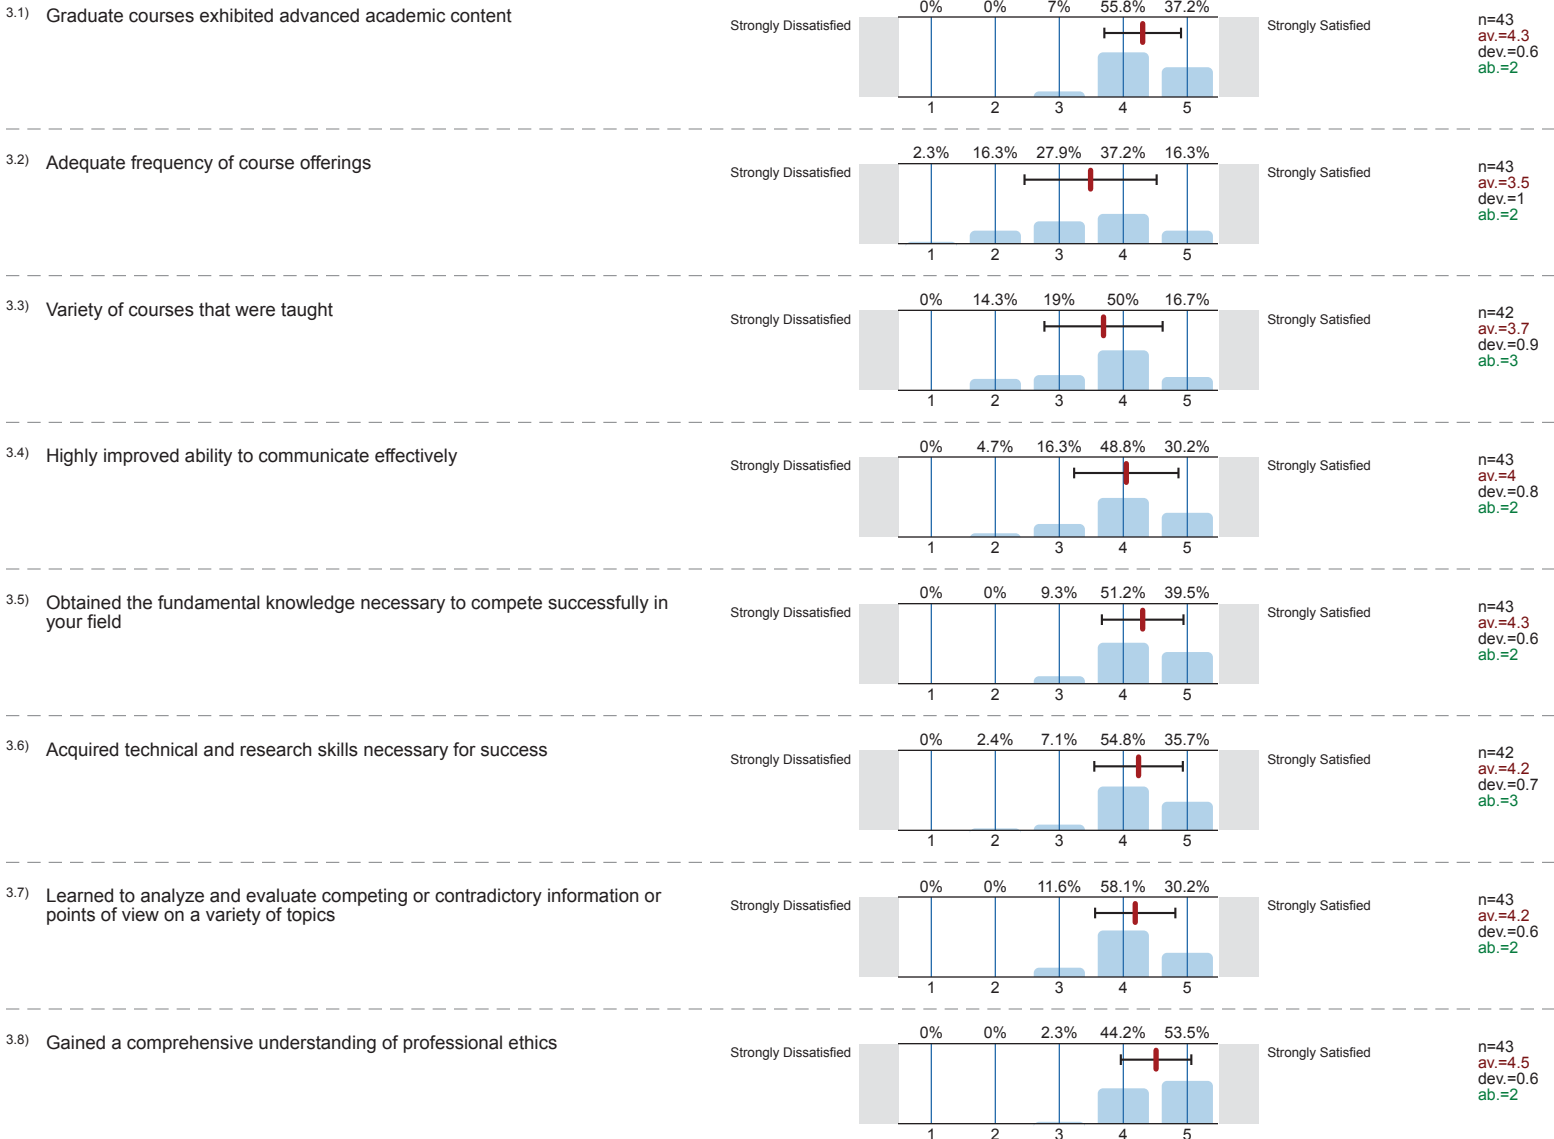 3.1) Graduate courses exhibited advanced academic content
0% 0% 7% 55.8% 37.2%
Strongly Dissatisfied Strongly Satisfied
n=43
av.=4.3
dev.=0.6
ab.=2
1 2 3 4 5
3.2) Adequate frequency of course offerings
2.3% 16.3% 27.9% 37.2% 16.3%
Strongly Dissatisfied Strongly Satisfied
n=43
av.=3.5
dev.=1
ab.=2
1 2 3 4 5
3.3) Variety of courses that were taught
0% 14.3% 19% 50% 16.7%
Strongly Dissatisfied Strongly Satisfied
n=42
av.=3.7
dev.=0.9
ab.=3
1 2 3 4 5
3.4) Highly improved ability to communicate effectively
0% 4.7% 16.3% 48.8% 30.2%
Strongly Dissatisfied Strongly Satisfied
n=43
av.=4
dev.=0.8
ab.=2
1 2 3 4 5
3.5) Obtained the fundamental knowledge necessary to compete successfully in
your field
0% 0% 9.3% 51.2% 39.5%
Strongly Dissatisfied Strongly Satisfied
n=43
av.=4.3
dev.=0.6
ab.=2
1 2 3 4 5
3.6) Acquired technical and research skills necessary for success
0% 2.4% 7.1% 54.8% 35.7%
Strongly Dissatisfied Strongly Satisfied
n=42
av.=4.2
dev.=0.7
ab.=3
1 2 3 4 5
3.7) Learned to analyze and evaluate competing or contradictory information or
points of view on a variety of topics
0% 0% 11.6% 58.1% 30.2%
Strongly Dissatisfied Strongly Satisfied
n=43
av.=4.2
dev.=0.6
ab.=2
1 2 3 4 5
3.8) Gained a comprehensive understanding of professional ethics
0% 0% 2.3% 44.2% 53.5%
Strongly Dissatisfied Strongly Satisfied
n=43
av.=4.5
dev.=0.6
ab.=2
1 2 3 4 5